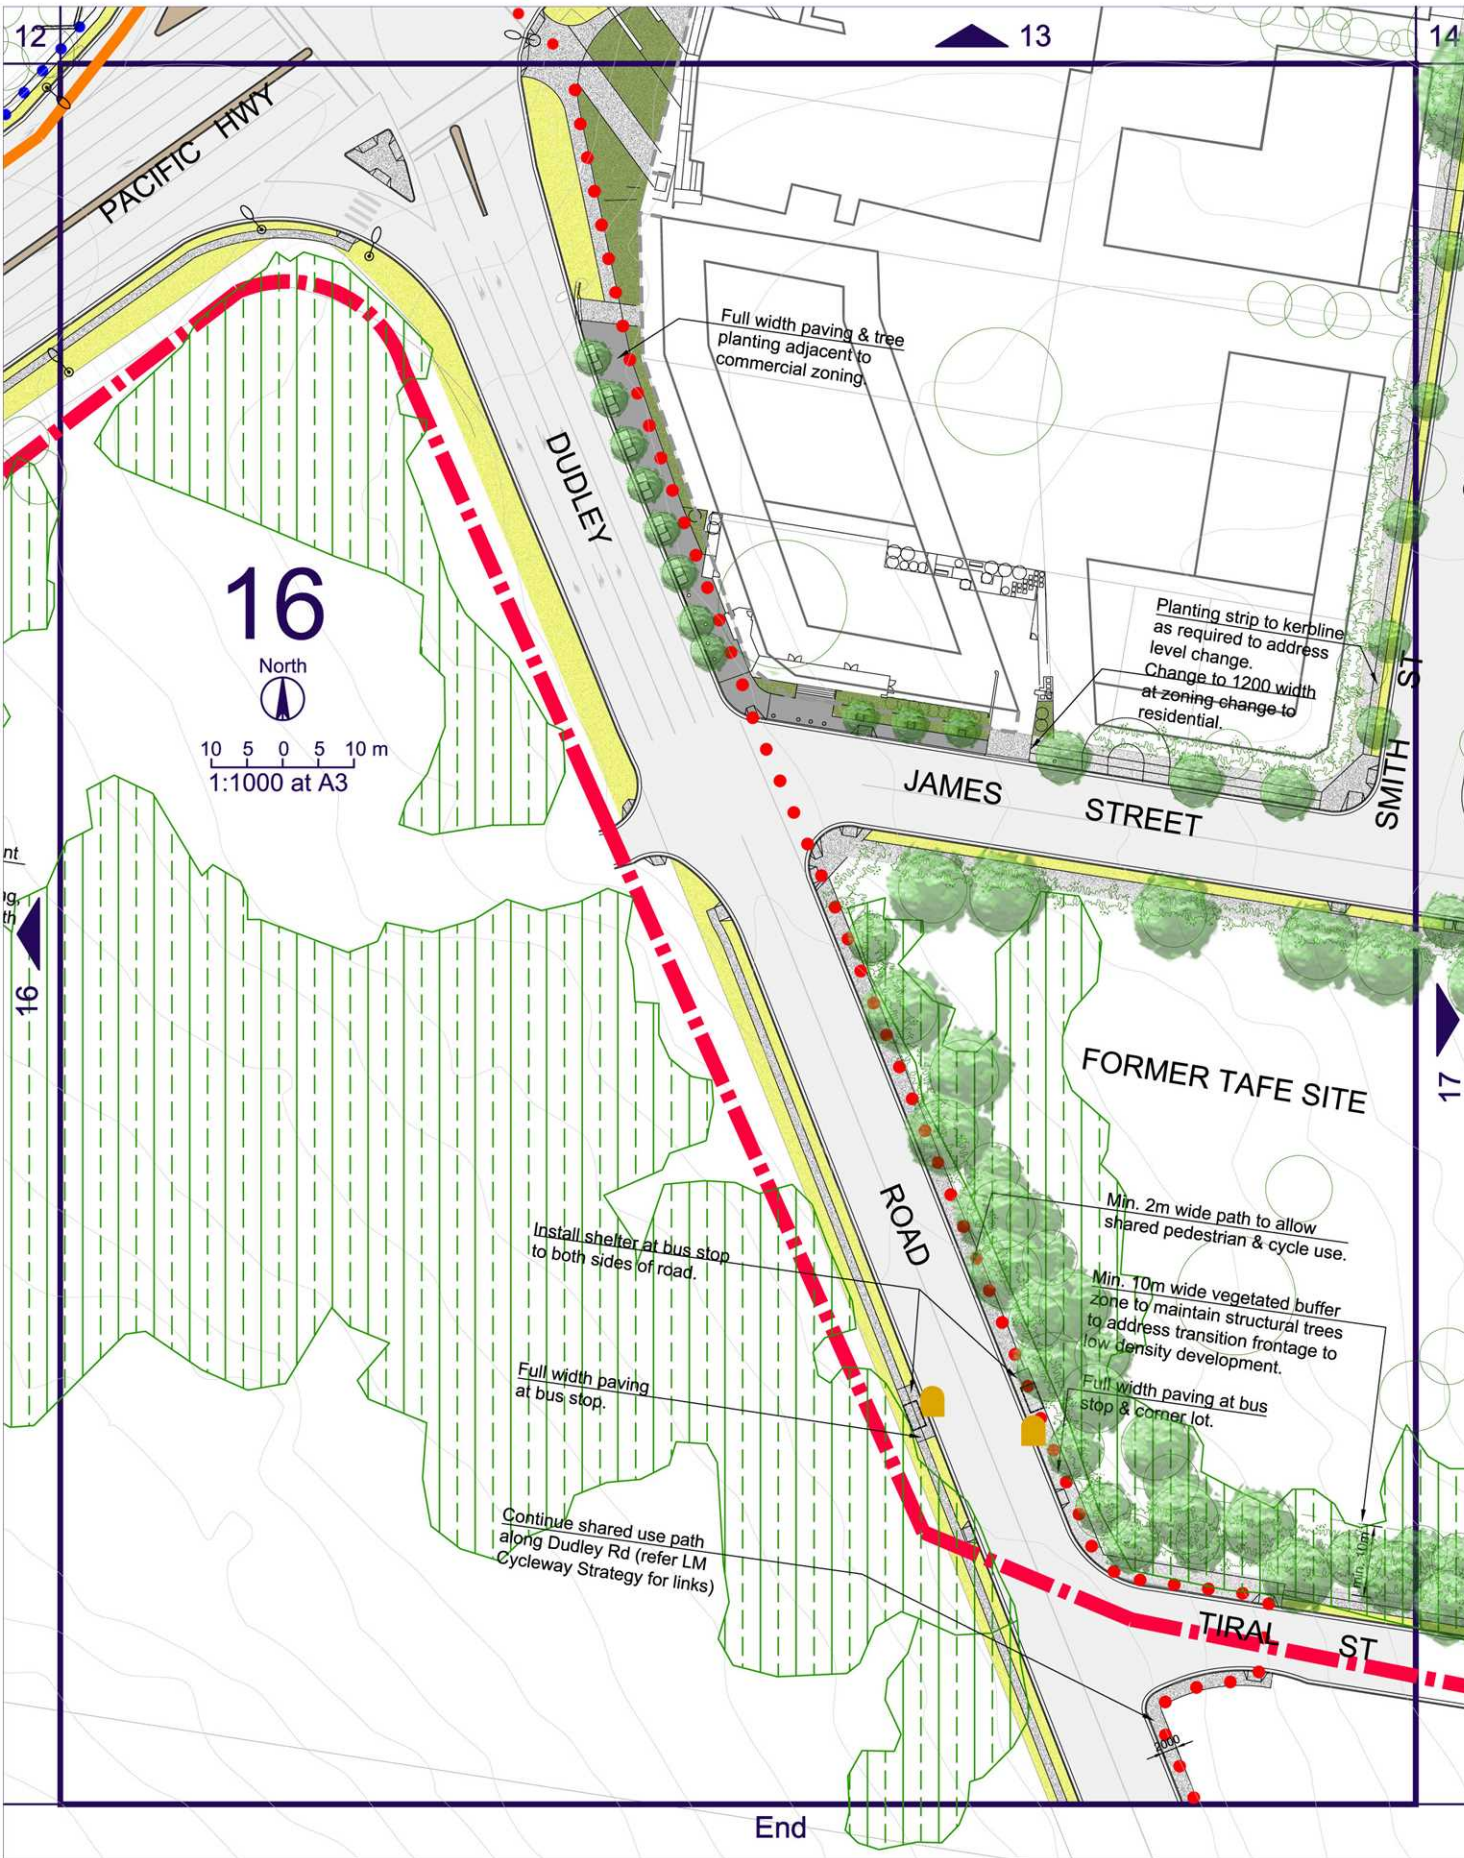 12
13
14
PACIFIC HWY
Full width paving & tree
planting adjacent to
commercial zoning.
DUDLEY
16
North
10 5 0 5 10 m
1:1000 at A3
Planting strip to kerbline
as required to address
level change.
Change to 1200 width
at zoning change to
residential.
SMITH ST
JAMES STREET
nt
th
16
FORMER TAFE SITE
17
ROAD
Min. 2m wide path to allow
shared pedestrian & cycle use.
Install shelter at bus stop
to both sides of road.
Min. 10m wide vegetated buffer
zone to maintain structural trees
to address transition frontage to
low density development.
Full width paving
at bus stop.
Full width paving at bus
stop & corner lot.
Continue shared use path
along Dudley Rd (refer LM
Cycleway Strategy for links)
min. 10m
TIRAL ST
2000
End